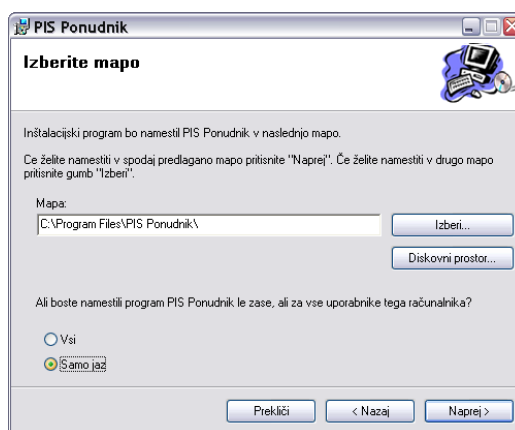 PIS Ponudnik
Izberite mapo
Inštalacijski program bo namestil PIS Ponudnik v naslednjo mapo.
Ce želite namestiti v spodaj predlagano mapo pritisnite "Naprej". Če želite namestiti v drugo mapo
pritisnite gumb "Izberi".
Mapa:
C:\Program Files\PIS Ponudnik\
Izberi...
Diskovni prostor...
Ali boste namestili program PIS Ponudnik le zase, ali za vse uporabnike tega računalnika?
Vsi
Samo jaz
Prekliči
< Nazaj
Naprej >